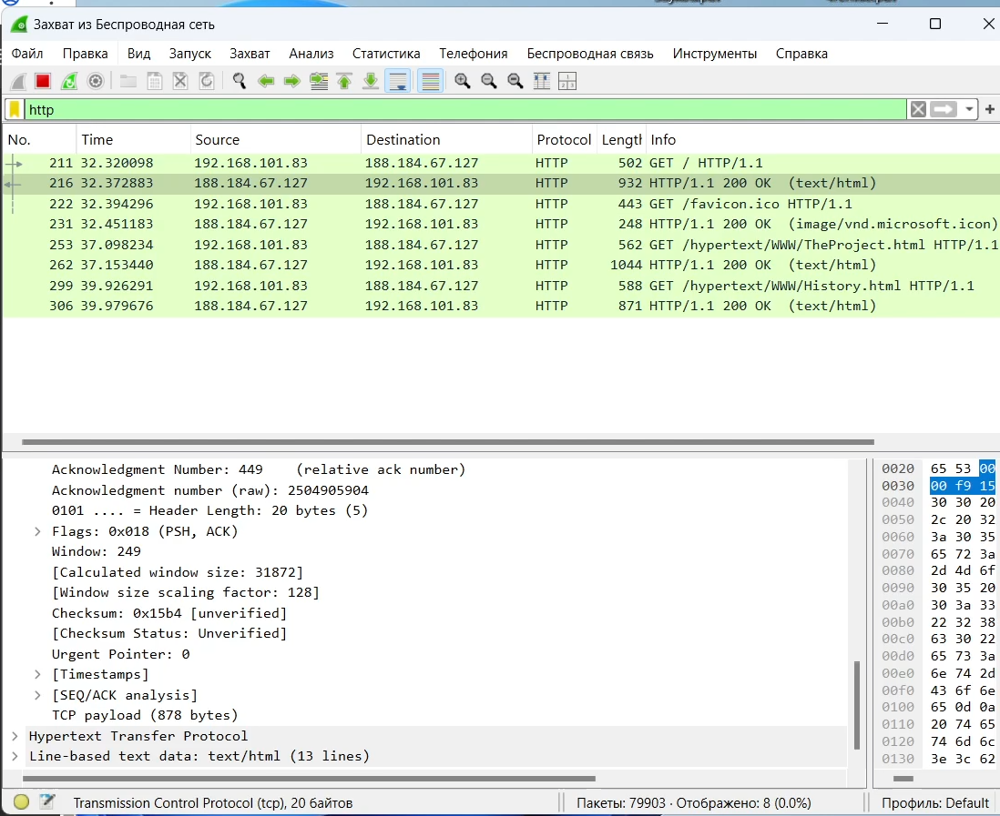 Захват из Беспроводная сеть
Файл Правка Вид Запуск Захват Анализ Статистика Телефония Беспроводная связь Инструменты Справка
http
No. Time Source Destination Protocol Length Info
211 32.320098 192.168.101.83 188.184.67.127 HTTP 502 GET / HTTP/1.1
216 32.372883 188.184.67.127 192.168.101.83 HTTP 932 HTTP/1.1 200 OK (text/html)
222 32.394296 192.168.101.83 188.184.67.127 HTTP 443 GET /favicon.ico HTTP/1.1
231 32.451183 188.184.67.127 192.168.101.83 HTTP 248 HTTP/1.1 200 OK (image/vnd.microsoft.icon)
253 37.098234 192.168.101.83 188.184.67.127 HTTP 562 GET /hypertext/WWW/TheProject.html HTTP/1.1
262 37.153440 188.184.67.127 192.168.101.83 HTTP 1044 HTTP/1.1 200 OK (text/html)
299 39.926291 192.168.101.83 188.184.67.127 HTTP 588 GET /hypertext/WWW/History.html HTTP/1.1
306 39.979676 188.184.67.127 192.168.101.83 HTTP 871 HTTP/1.1 200 OK (text/html)
Acknowledgment Number: 449 (relative ack number)
Acknowledgment number (raw): 2504905904
0101 .... = Header Length: 20 bytes (5)
Flags: 0x018 (PSH, ACK)
Window: 249
[Calculated window size: 31872]
[Window size scaling factor: 128]
Checksum: 0x15b4 [unverified]
[Checksum Status: Unverified]
Urgent Pointer: 0
[Timestamps]
[SEQ/ACK analysis]
TCP payload (878 bytes)
Hypertext Transfer Protocol
Line-based text data: text/html (13 lines)
0020 65 53 00
0030 00 f9 15
0040 30 30 20
0050 2c 20 32
0060 3a 30 35
0070 65 72 3a
0080 2d 4d 6f
0090 30 35 20
00a0 30 3a 33
00b0 22 32 38
00c0 63 30 22
00d0 65 73 3a
00e0 6e 74 2d
00f0 43 6f 6e
0100 65 0d 0a
0110 20 74 65
0120 74 6d 6c
0130 3e 3c 62
Transmission Control Protocol (tcp), 20 байтов
Пакеты: 79903 · Отображено: 8 (0.0%)
Профиль: Default